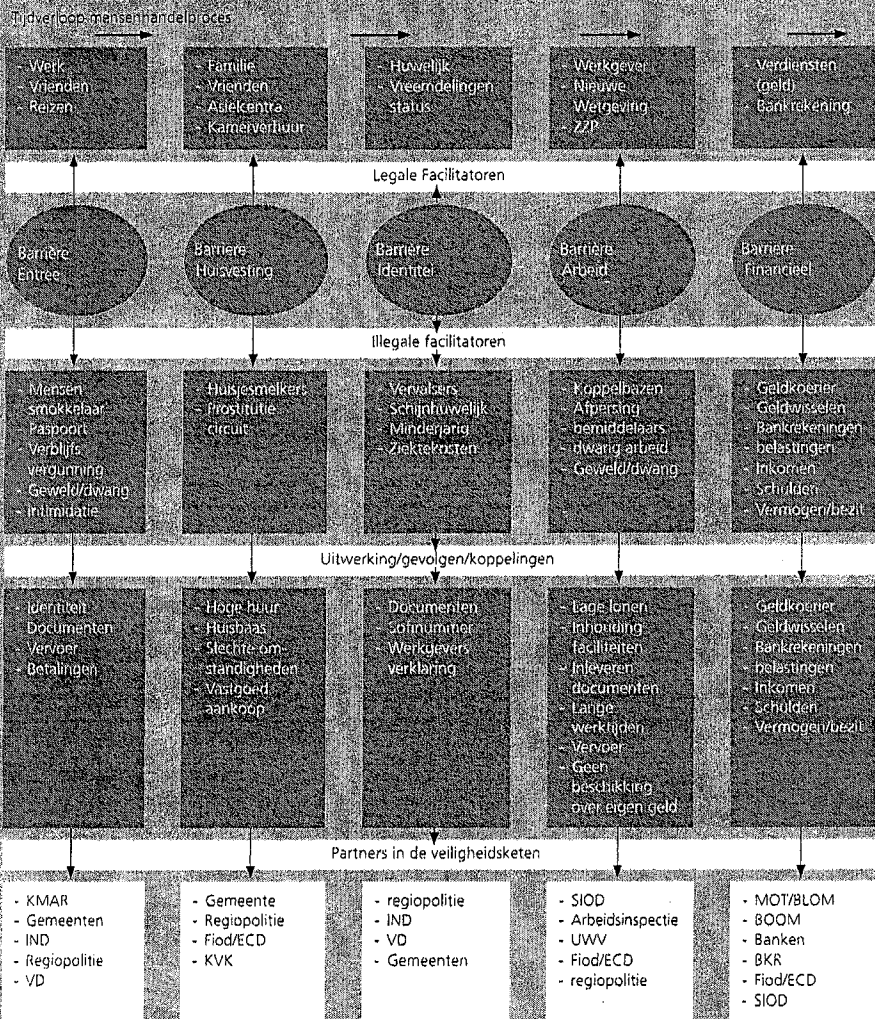 Tijdverloop mensenhandelproces
- Werk
- Vrienden
- Reizen
- Familie
- Vrienden
- Asielcentra
- Kamerverhuur
- Huwelijk
- Vreemdelingen
status
- Werkgever
- Nieuwe
Wetgeving
- ZZP
- Verdiensten
(geld)
- Bankrekening
Legale Facilitatoren
Barrière
Entree
Barriere
Huisvesting
Barrière
Identitei
Barrière
Arbeid
Barriere
Financieel
Illegale facilitatoren
- Mensen
smokkelaar
- Paspoort
- Verblijfs
vergunning
- Geweld/dwang
- Intimidatie
- Huisjesmelkers
- Prostitutie
circuit
- Vervalsers
- Schijnhuwelijk
- Minderjarig
- Ziektekosten
- Koppelbazen
- Afpersing
- bemiddelaars
- dwang arbeid
- Geweld/dwang
- Geldkoerier
- Geldwisselen
- Bankrekeningen
- belastingen
- Inkomen
- Schulden
- Vermogen/bezit
Uitwerking/gevolgen/koppelingen
- Identiteit
Documenten
- Vervoer
- Betalingen
- Hoge huur
- Huisbaas
- Slechte om-
standigheden
- Vastgoed
aankoop
- Documenten
- Sofinummer
- Werkgevers
verklaring
- Lage lonen
- Inhouding
faciliteiten
- Inleveren
documenten
- Lange
werktijden
- Vervoer
- Geen
beschikking
over eigen geld
- Geldkoerier
- Geldwisselen
- Bankrekeningen
- belastingen
- Inkomen
- Schulden
- Vermogen/bezit
Partners in de veiligheidsketen
- KMAR
- Gemeenten
- IND
- Regiopolitie
- VD
- Gemeente
- Regiopolitie
- Fiod/ECD
- KVK
- regiopolitie
- IND
- VD
- Gemeenten
- SIOD
- Arbeidsinspectie
- UWV
- Fiod/ECD
- regiopolitie
- MOT/BLOM
- BOOM
- Banken
- BKR
- Fiod/ECD
- SIOD